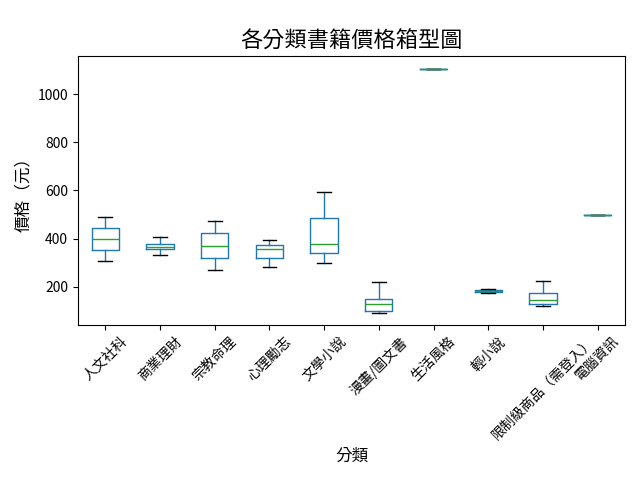 各分類書籍價格箱型圖
價格（元）
1000
800
600
400
200
人文社科
商業理財
宗教命理
心理勵志
文學小說
漫畫/圖文書
生活風格
輕小說
限制級商品（需登入）
電腦資訊
分類